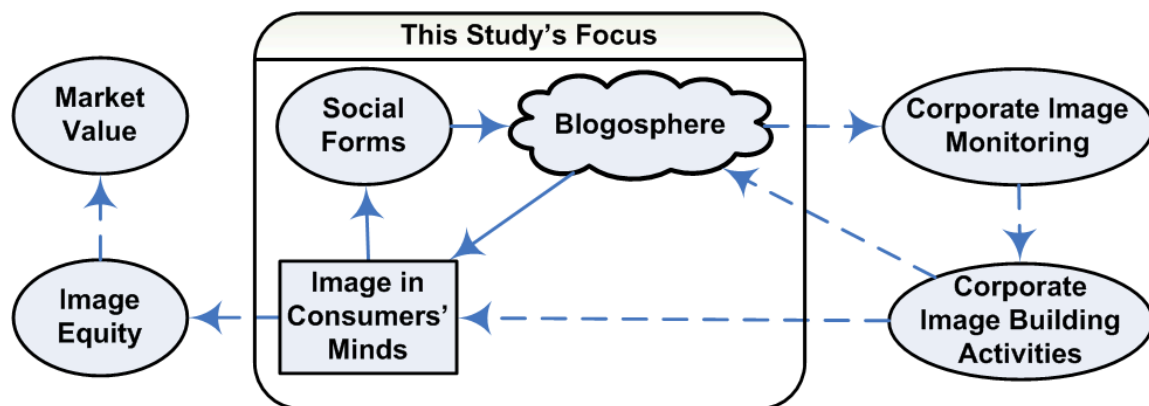 This Study's Focus
Market
Value
Social
Forms
Blogosphere
Corporate Image
Monitoring
Image
Equity
Image in
Consumers'
Minds
Corporate
Image Building
Activities